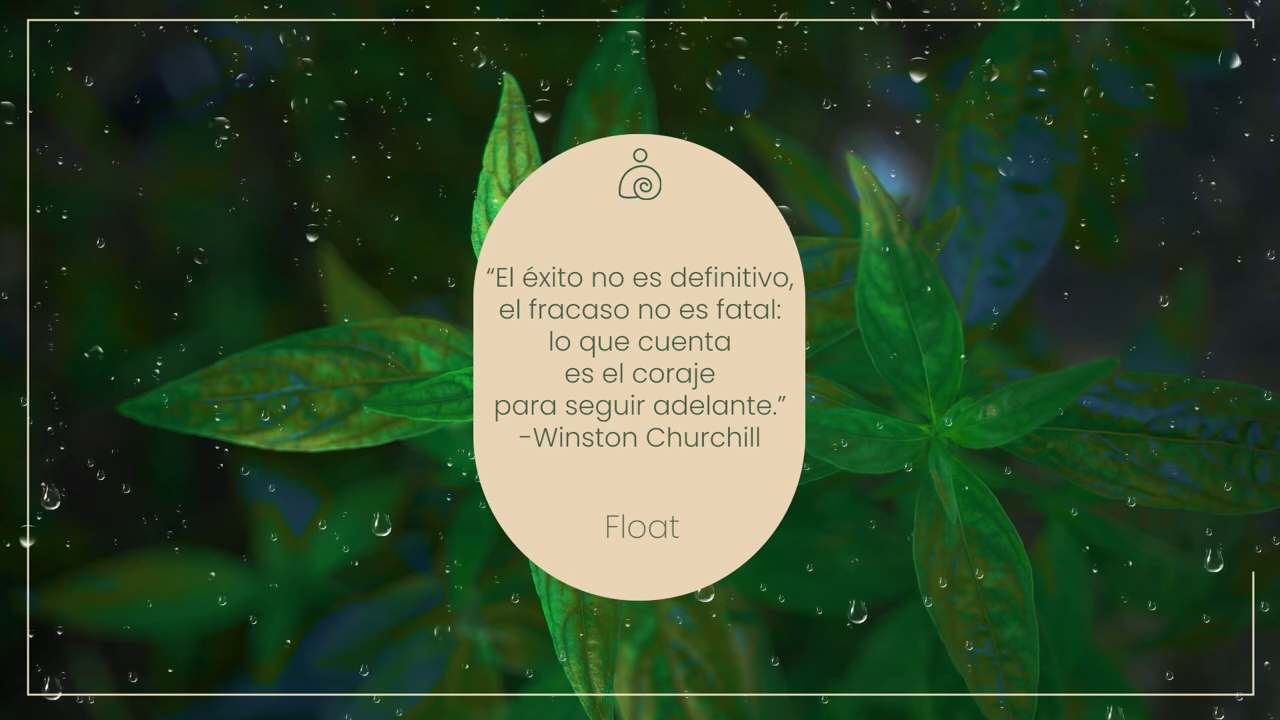 “El éxito no es definitivo,
el fracaso no es fatal:
lo que cuenta
es el coraje
para seguir adelante.”
-Winston Churchill
Float